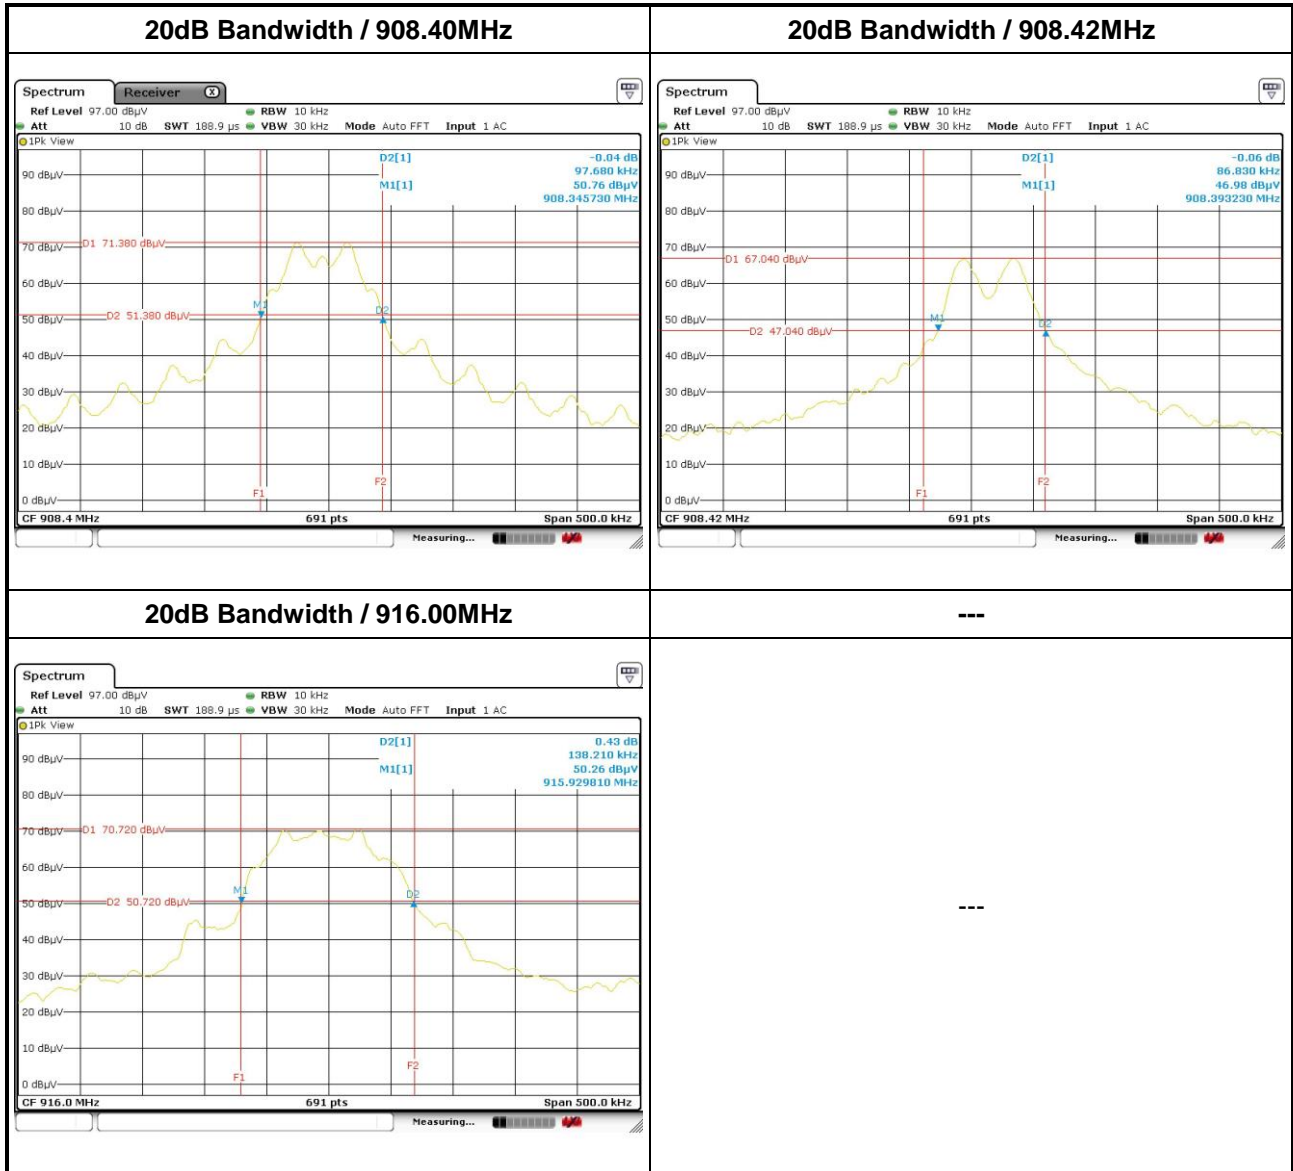 20dB Bandwidth / 908.40MHz
20dB Bandwidth / 908.42MHz
Spectrum Receiver X
Ref Level 97.00 dBµV RBW 10 kHz
Att 10 dB SWT 188.9 µs VBW 30 kHz Mode Auto FFT Input 1 AC
1Pk View
D2[1] -0.04 dB
97.680 kHz
M1[1] 50.76 dBµV
908.345730 MHz
90 dBµV
80 dBµV
70 dBµV
D1 71.380 dBµV
60 dBµV
M1
D2
50 dBµV
D2 51.380 dBµV
40 dBµV
30 dBµV
20 dBµV
10 dBµV
F1
F2
0 dBµV
CF 908.4 MHz 691 pts Span 500.0 kHz
Measuring...
Spectrum
Ref Level 97.00 dBµV RBW 10 kHz
Att 10 dB SWT 188.9 µs VBW 30 kHz Mode Auto FFT Input 1 AC
1Pk View
D2[1] -0.06 dB
86.830 kHz
M1[1] 46.98 dBµV
908.393230 MHz
90 dBµV
80 dBµV
70 dBµV
D1 67.040 dBµV
60 dBµV
50 dBµV
M1
D2
D2 47.040 dBµV
40 dBµV
30 dBµV
20 dBµV
10 dBµV
F1
F2
0 dBµV
CF 908.42 MHz 691 pts Span 500.0 kHz
Measuring...
20dB Bandwidth / 916.00MHz
---
Spectrum
Ref Level 97.00 dBµV RBW 10 kHz
Att 10 dB SWT 188.9 µs VBW 30 kHz Mode Auto FFT Input 1 AC
1Pk View
D2[1] 0.43 dB
138.210 kHz
M1[1] 50.26 dBµV
915.929810 MHz
90 dBµV
80 dBµV
70 dBµV
D1 70.720 dBµV
60 dBµV
M1
D2
50 dBµV
D2 50.720 dBµV
40 dBµV
30 dBµV
20 dBµV
10 dBµV
F1
F2
0 dBµV
CF 916.0 MHz 691 pts Span 500.0 kHz
Measuring...
---